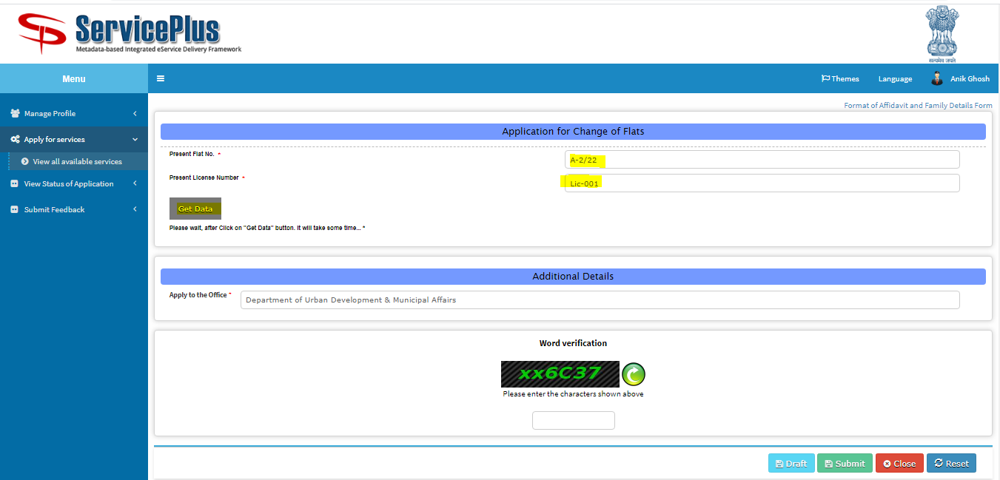 ServicePlus
Metadata-based Integrated eService Delivery Framework
सत्यमेव जयते
Menu
Themes
Language
Anik Ghosh
Manage Profile
Apply for services
View all available services
View Status of Application
Submit Feedback
Format of Affidavit and Family Details Form
Application for Change of Flats
Present Flat No. *
A-2/22
Present License Number *
Lic-001
Get Data
Please wait, after Click on "Get Data" button. It will take some time... *
Additional Details
Apply to the Office *
Department of Urban Development & Municipal Affairs
Word verification
xx6C37
Please enter the characters shown above
Draft
Submit
Close
Reset